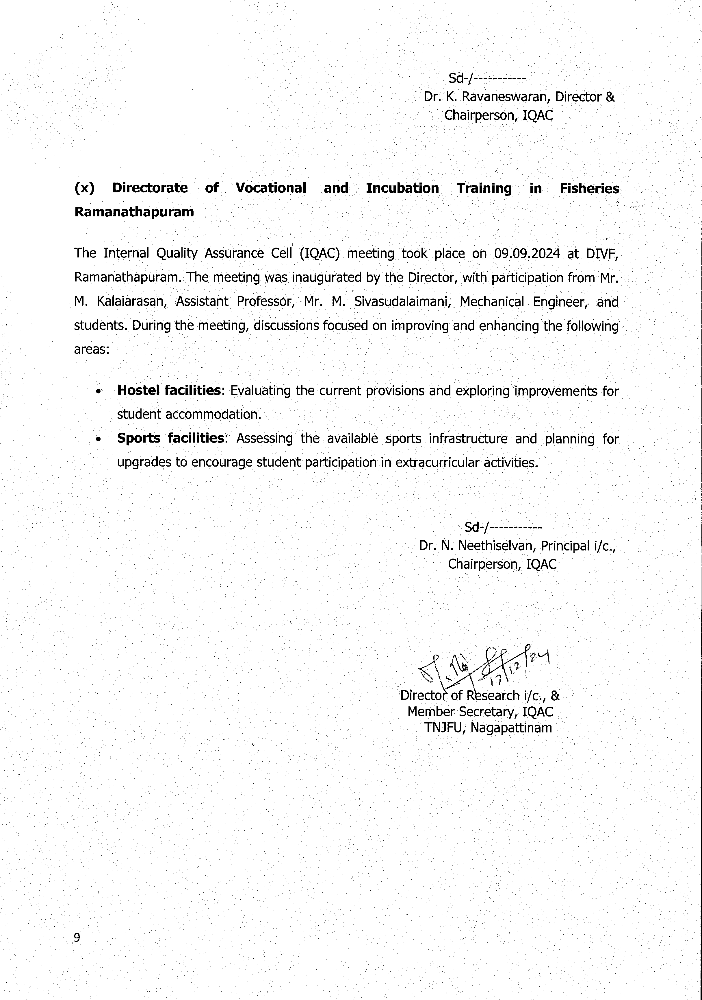 Sd-/-----------
Dr. K. Ravaneswaran, Director &
Chairperson, IQAC
(x) Directorate of Vocational and Incubation Training in Fisheries
Ramanathapuram
The Internal Quality Assurance Cell (IQAC) meeting took place on 09.09.2024 at DIVF,
Ramanathapuram. The meeting was inaugurated by the Director, with participation from Mr.
M. Kalaiarasan, Assistant Professor, Mr. M. Sivasudalaimani, Mechanical Engineer, and
students. During the meeting, discussions focused on improving and enhancing the following
areas:
• Hostel facilities: Evaluating the current provisions and exploring improvements for
student accommodation.
• Sports facilities: Assessing the available sports infrastructure and planning for
upgrades to encourage student participation in extracurricular activities.
Sd-/-----------
Dr. N. Neethiselvan, Principal i/c.,
Chairperson, IQAC
17/12/24
Director of Research i/c., &
Member Secretary, IQAC
TNJFU, Nagapattinam
9